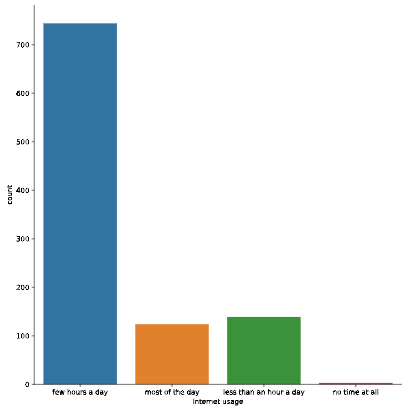 700
600
500
400
300
200
100
0
count
few hours a day
most of the day
less than an hour a day
no time at all
Internet usage